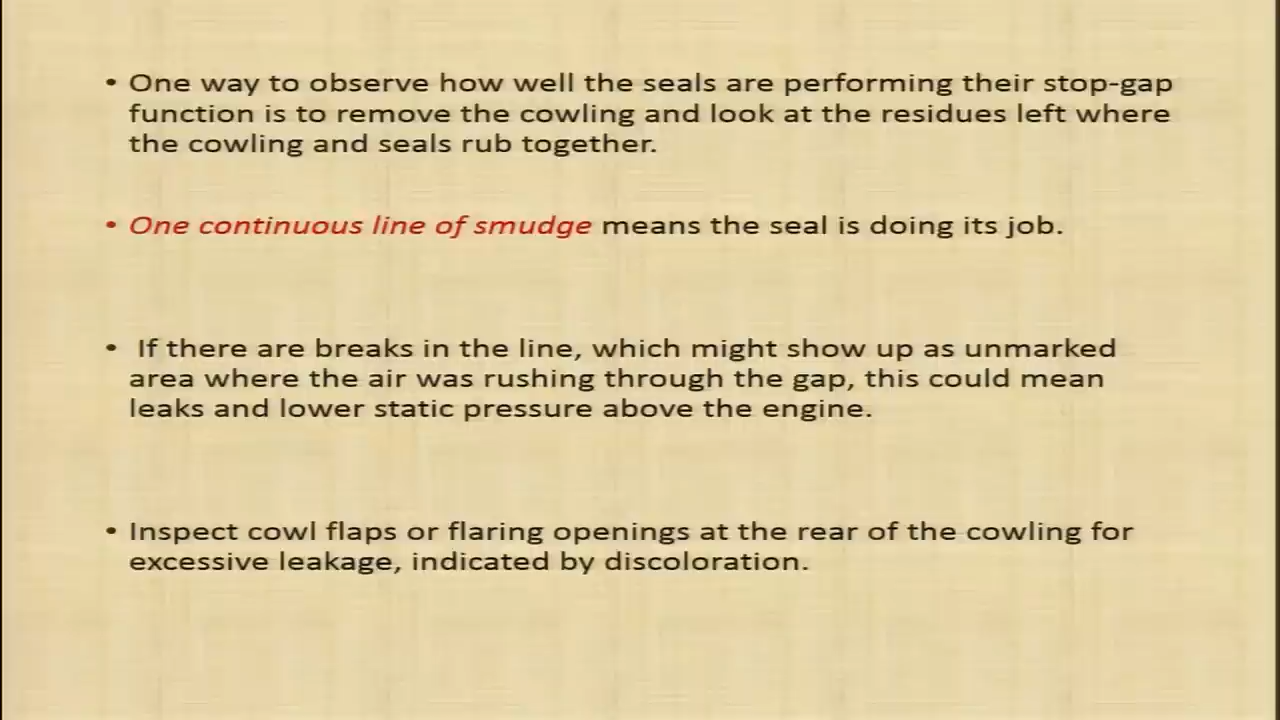 • One way to observe how well the seals are performing their stop-gap
function is to remove the cowling and look at the residues left where
the cowling and seals rub together.
• One continuous line of smudge means the seal is doing its job.
• If there are breaks in the line, which might show up as unmarked
area where the air was rushing through the gap, this could mean
leaks and lower static pressure above the engine.
• Inspect cowl flaps or flaring openings at the rear of the cowling for
excessive leakage, indicated by discoloration.